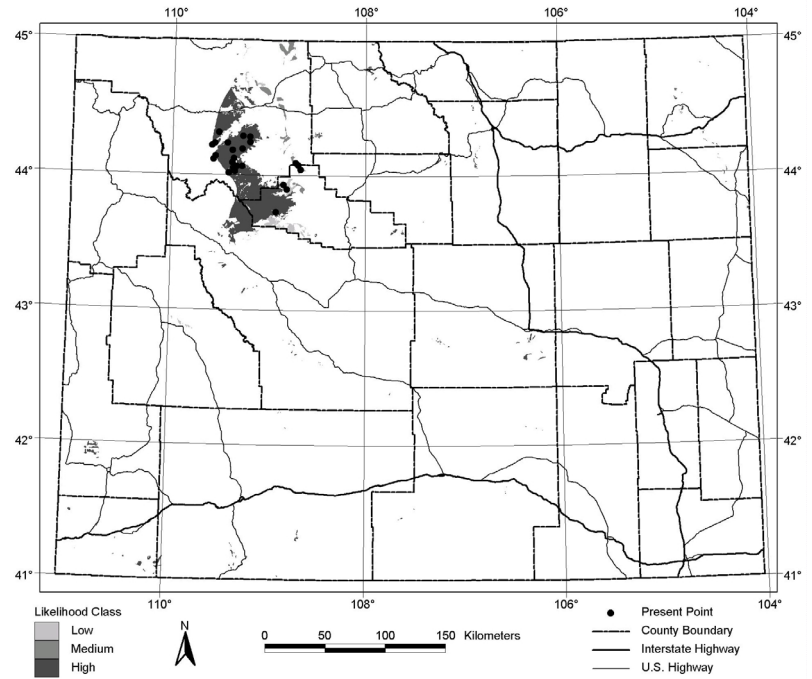 110° 108° 106° 104°
45° 45°
44° 44°
43° 43°
42° 42°
41° 41°
110° 108° 106° 104°
Likelihood Class
Low
Medium
High
N
0 50 100 150 Kilometers
Present Point
County Boundary
Interstate Highway
U.S. Highway